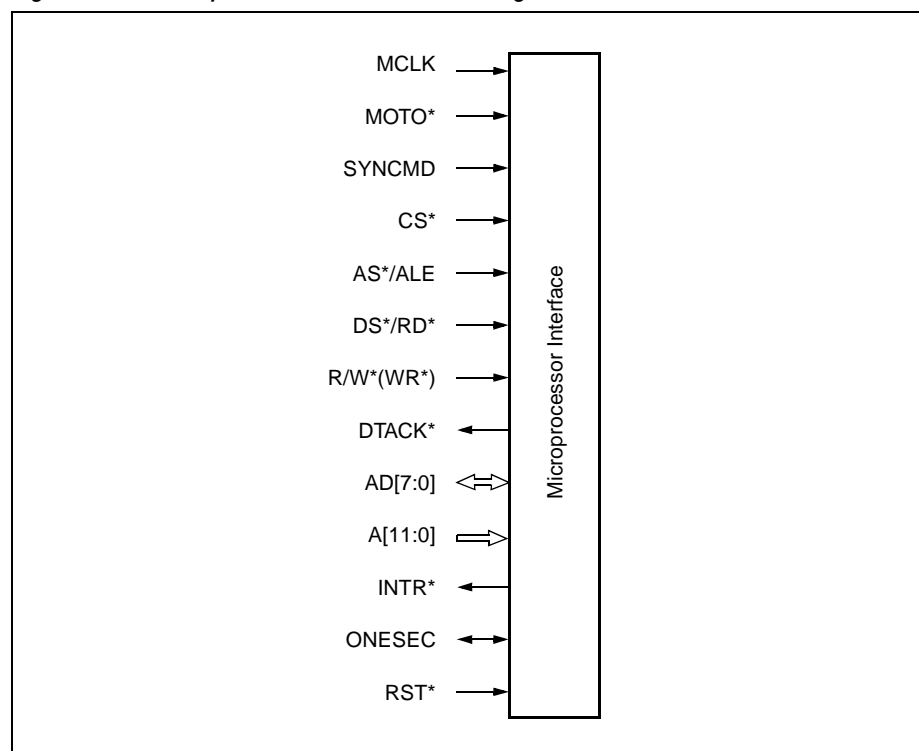 MCLK
MOTO*
SYNCMD
CS*
AS*/ALE
DS*/RD*
R/W*(WR*)
DTACK*
AD[7:0]
A[11:0]
INTR*
ONESEC
RST*
Microprocessor Interface